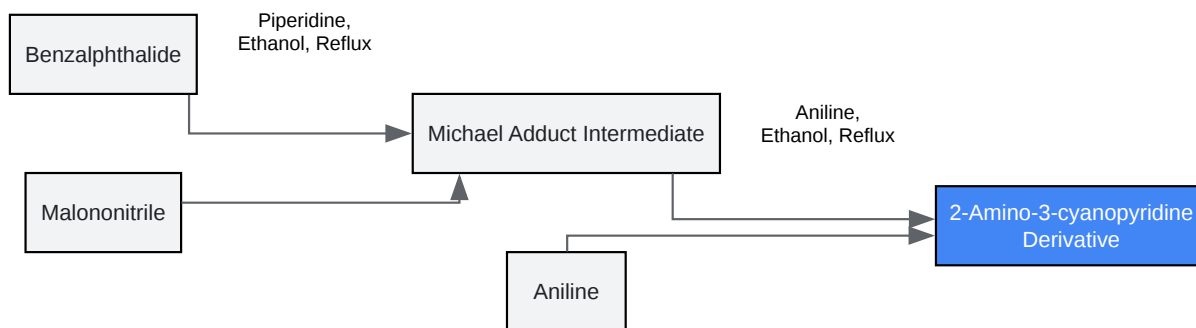 Benzalphthalide
Piperidine,
Ethanol, Reflux
Michael Adduct Intermediate
Aniline,
Ethanol, Reflux
Malononitrile
2-Amino-3-cyanopyridine
Derivative
Aniline